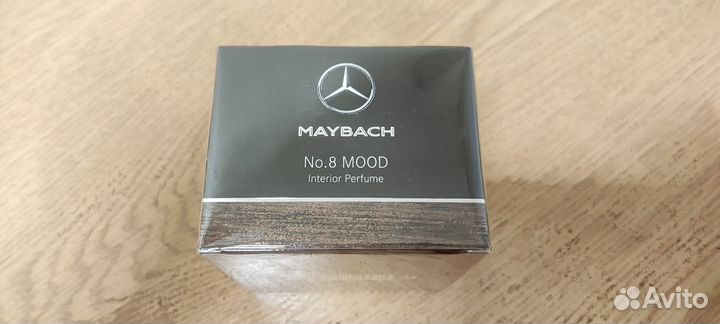 MAYBACH
No.8 MOOD
Interior Perfume
Avito